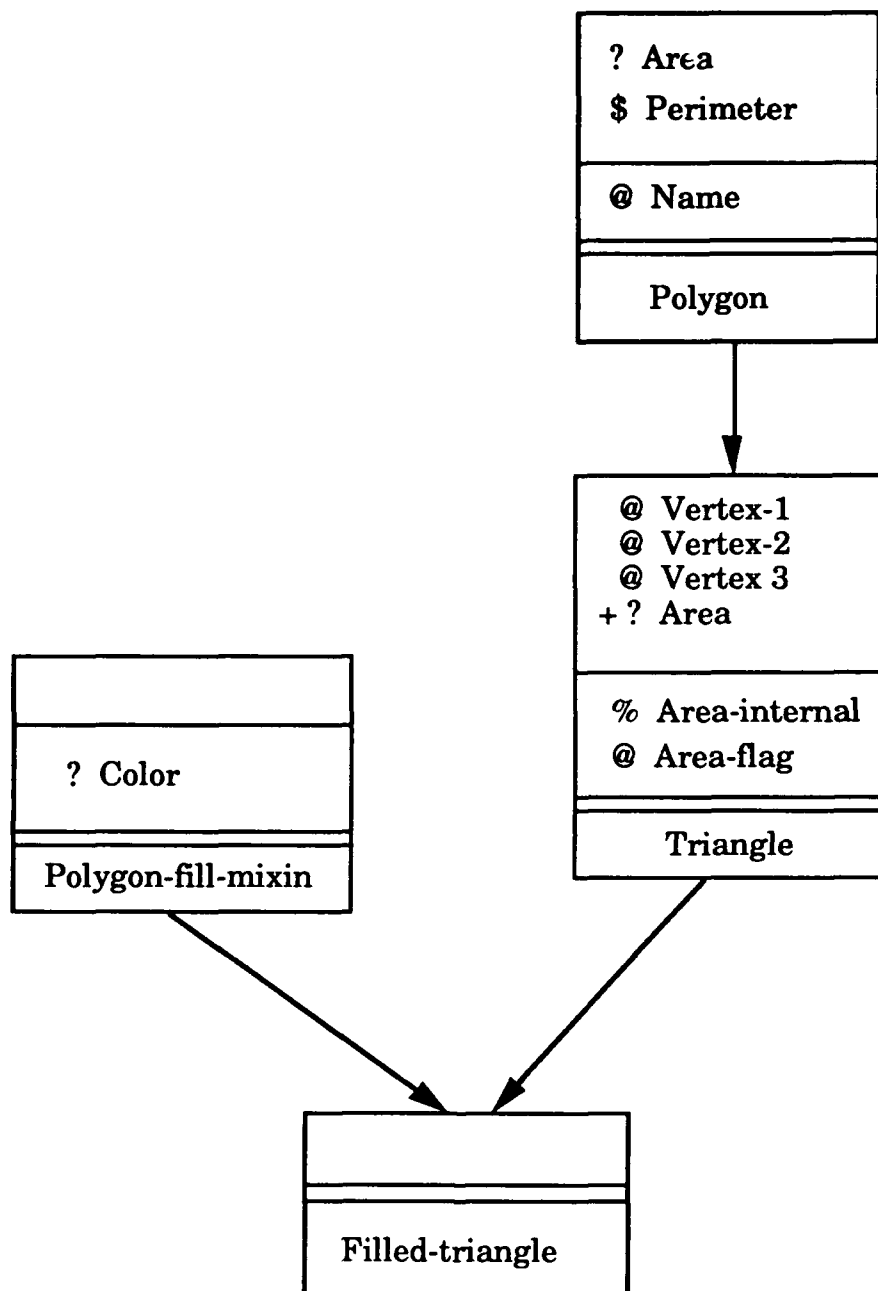 ? Area
$ Perimeter
@ Name
Polygon
@ Vertex-1
@ Vertex-2
@ Vertex 3
+ ? Area
% Area-internal
@ Area-flag
Triangle
? Color
Polygon-fill-mixin
Filled-triangle